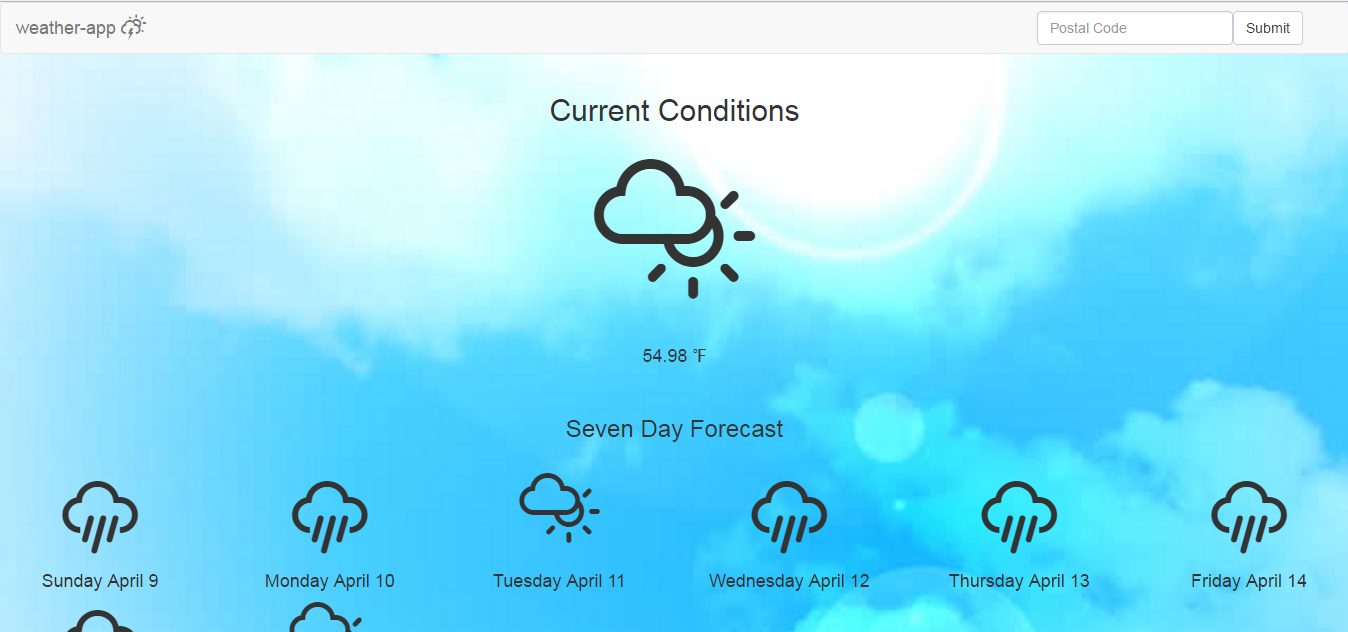 weather-app
Postal Code
Submit
Current Conditions
54.98 °F
Seven Day Forecast
Sunday April 9
Monday April 10
Tuesday April 11
Wednesday April 12
Thursday April 13
Friday April 14